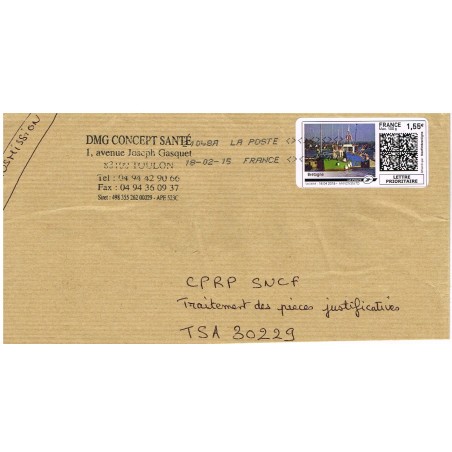 DMG CONCEPT SANTÉ
1, avenue Joseph Gasquet
83100 TOULON
Tel : 04 94 42 90 66
Fax : 04 94 36 09 37
LA POSTE
18-02-15 FRANCE
FRANCE
1,55€
Bretagne
LETTRE
PRIORITAIRE
CPRP SNCF
Traitement des pieces justificatives
TSA 30229